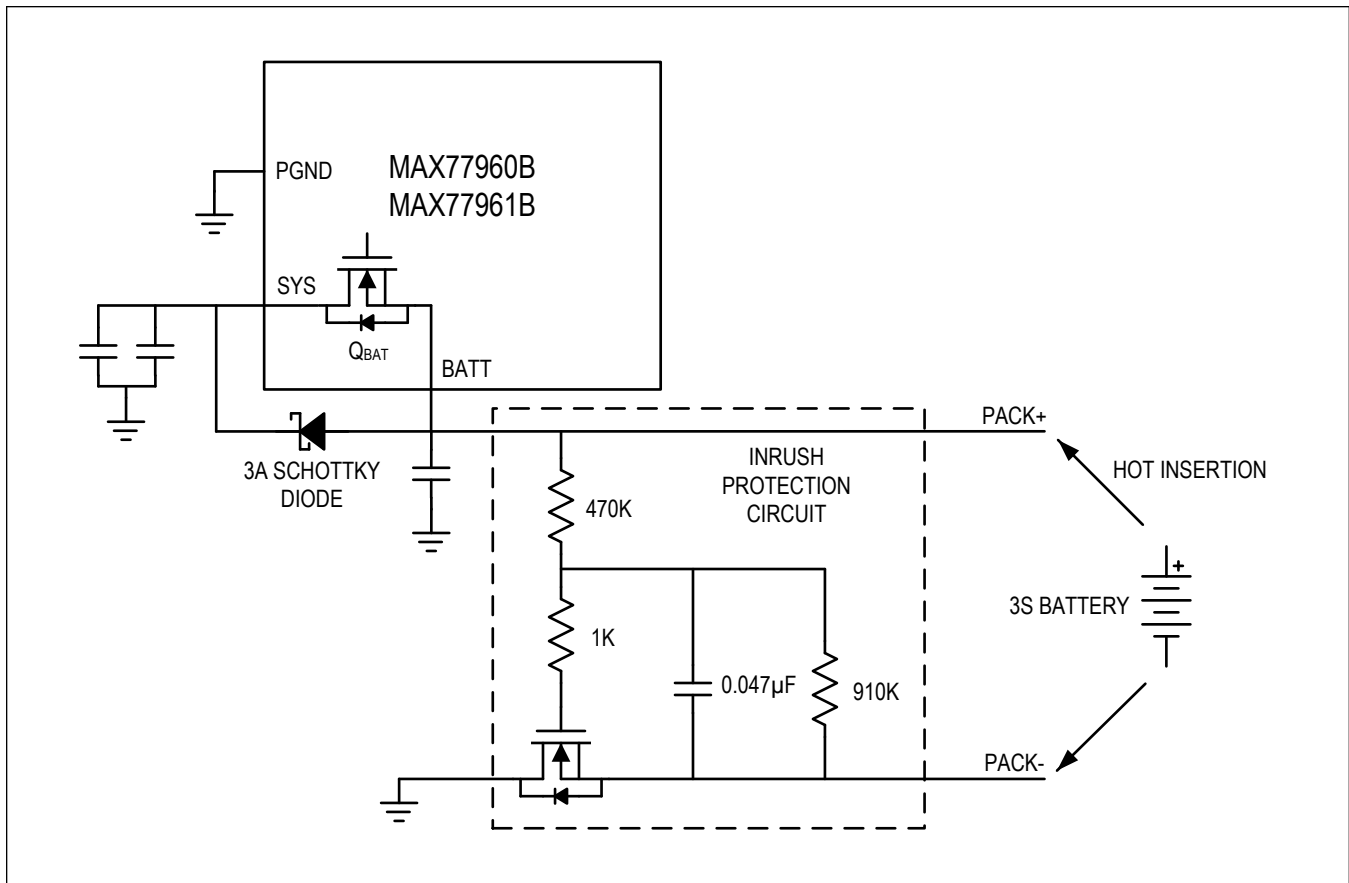 PGND
MAX77960B
MAX77961B
SYS
QBAT
BATT
3A SCHOTTKY
DIODE
PACK+
INRUSH
PROTECTION
CIRCUIT
HOT INSERTION
470K
+
3S BATTERY
1K
0.047µF
910K
PACK-